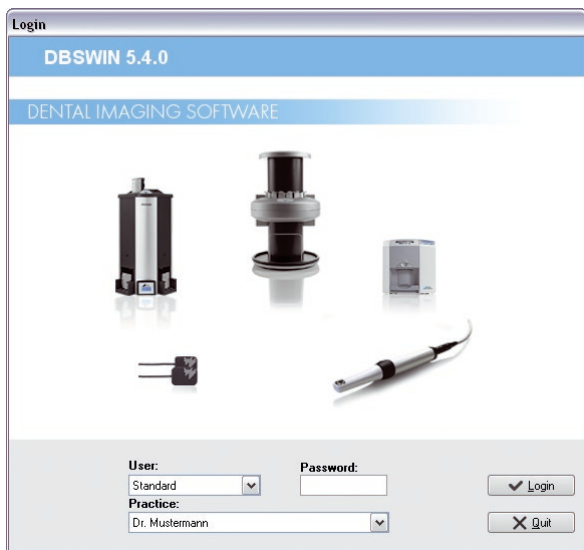 Login
DBSWIN 5.4.0
DENTAL IMAGING SOFTWARE
User:
Password:
Standard
Login
Practice:
Dr. Mustermann
Quit